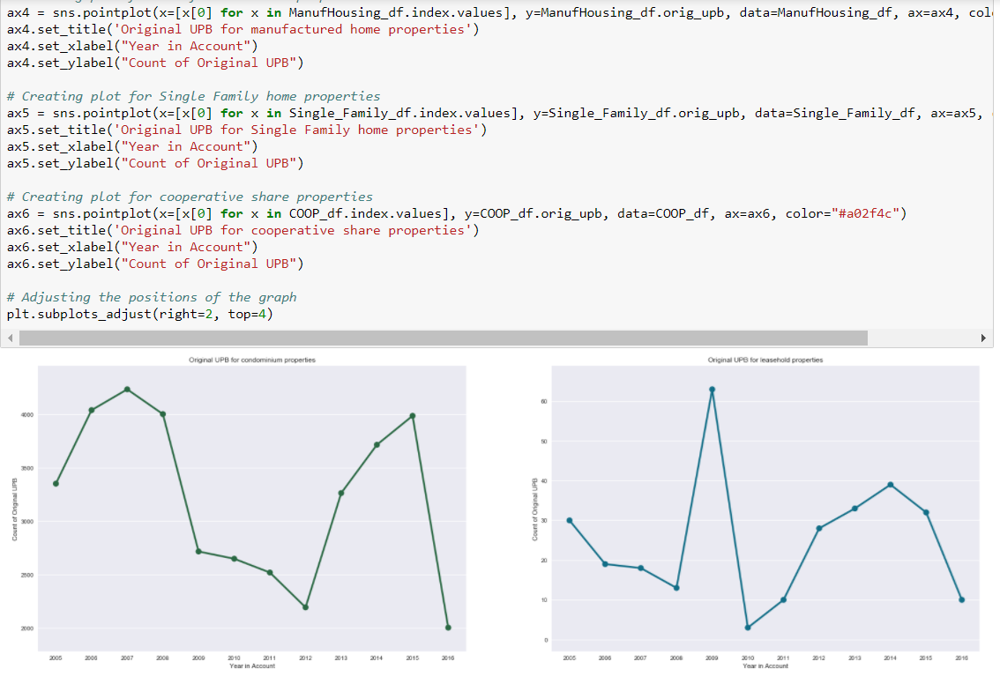 ax4 = sns.pointplot(x=[x[0] for x in ManufHousing_df.index.values], y=ManufHousing_df.orig_upb, data=ManufHousing_df, ax=ax4, col
ax4.set_title('Original UPB for manufactured home properties')
ax4.set_xlabel("Year in Account")
ax4.set_ylabel("Count of Original UPB")
# Creating plot for Single Family home properties
ax5 = sns.pointplot(x=[x[0] for x in Single_Family_df.index.values], y=Single_Family_df.orig_upb, data=Single_Family_df, ax=ax5,
ax5.set_title('Original UPB for Single Family home properties')
ax5.set_xlabel("Year in Account")
ax5.set_ylabel("Count of Original UPB")
# Creating plot for cooperative share properties
ax6 = sns.pointplot(x=[x[0] for x in COOP_df.index.values], y=COOP_df.orig_upb, data=COOP_df, ax=ax6, color="#a02f4c")
ax6.set_title('Original UPB for cooperative share properties')
ax6.set_xlabel("Year in Account")
ax6.set_ylabel("Count of Original UPB")
# Adjusting the positions of the graph
plt.subplots_adjust(right=2, top=4)
Original UPB for condominium properties
Count of Original UPB
4000
3500
3000
2500
2000
2005 2006 2007 2008 2009 2010 2011 2012 2013 2014 2015 2016
Year in Account
Original UPB for leasehold properties
Count of Original UPB
60
50
40
30
20
10
0
2005 2006 2007 2008 2009 2010 2011 2012 2013 2014 2015 2016
Year in Account